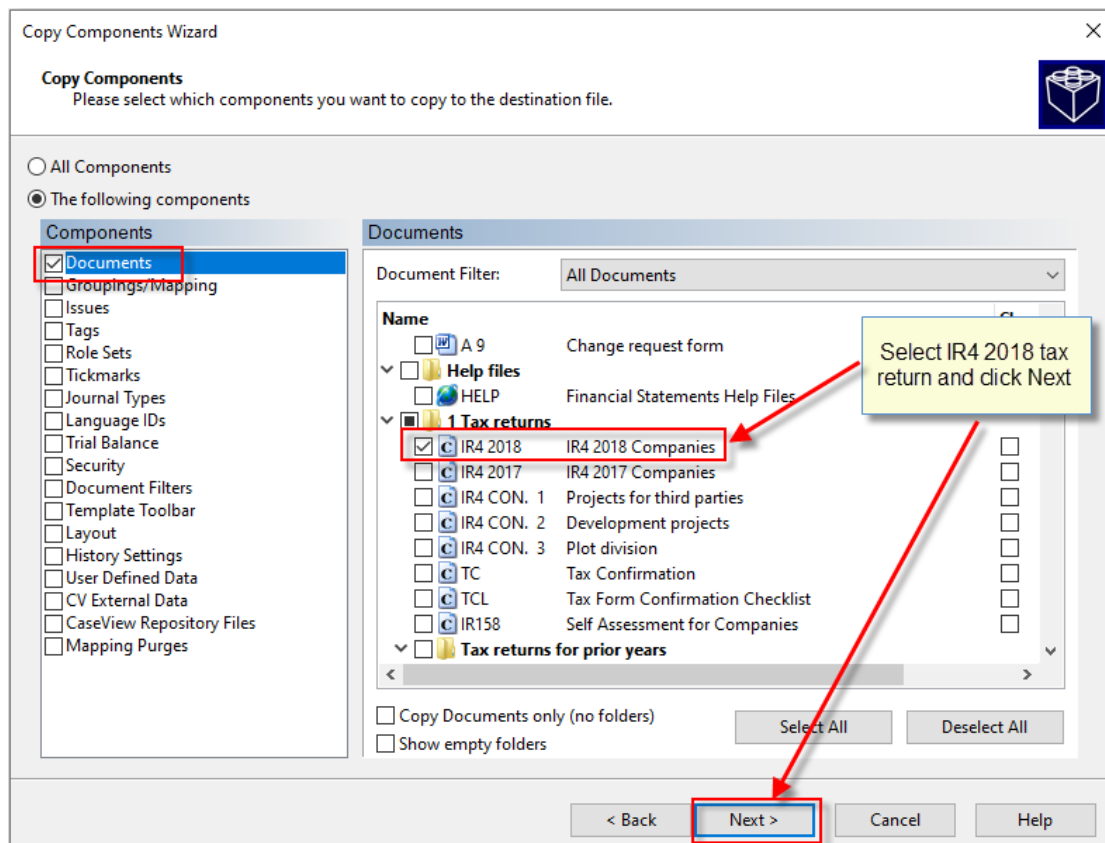 Copy Components Wizard
Copy Components
Please select which components you want to copy to the destination file.
All Components
The following components
Components
Documents
Groupings/Mapping
Issues
Tags
Role Sets
Tickmarks
Journal Types
Language IDs
Trial Balance
Security
Document Filters
Template Toolbar
Layout
History Settings
User Defined Data
CV External Data
CaseView Repository Files
Mapping Purges
Documents
Document Filter: All Documents
Name
A 9 Change request form
Help files
HELP Financial Statements Help Files
1 Tax returns
IR4 2018 IR4 2018 Companies
IR4 2017 IR4 2017 Companies
IR4 CON. 1 Projects for third parties
IR4 CON. 2 Development projects
IR4 CON. 3 Plot division
TC Tax Confirmation
TCL Tax Form Confirmation Checklist
IR158 Self Assessment for Companies
Tax returns for prior years
Select IR4 2018 tax
return and click Next
Copy Documents only (no folders)
Show empty folders
Select All Deselect All
< Back Next > Cancel Help